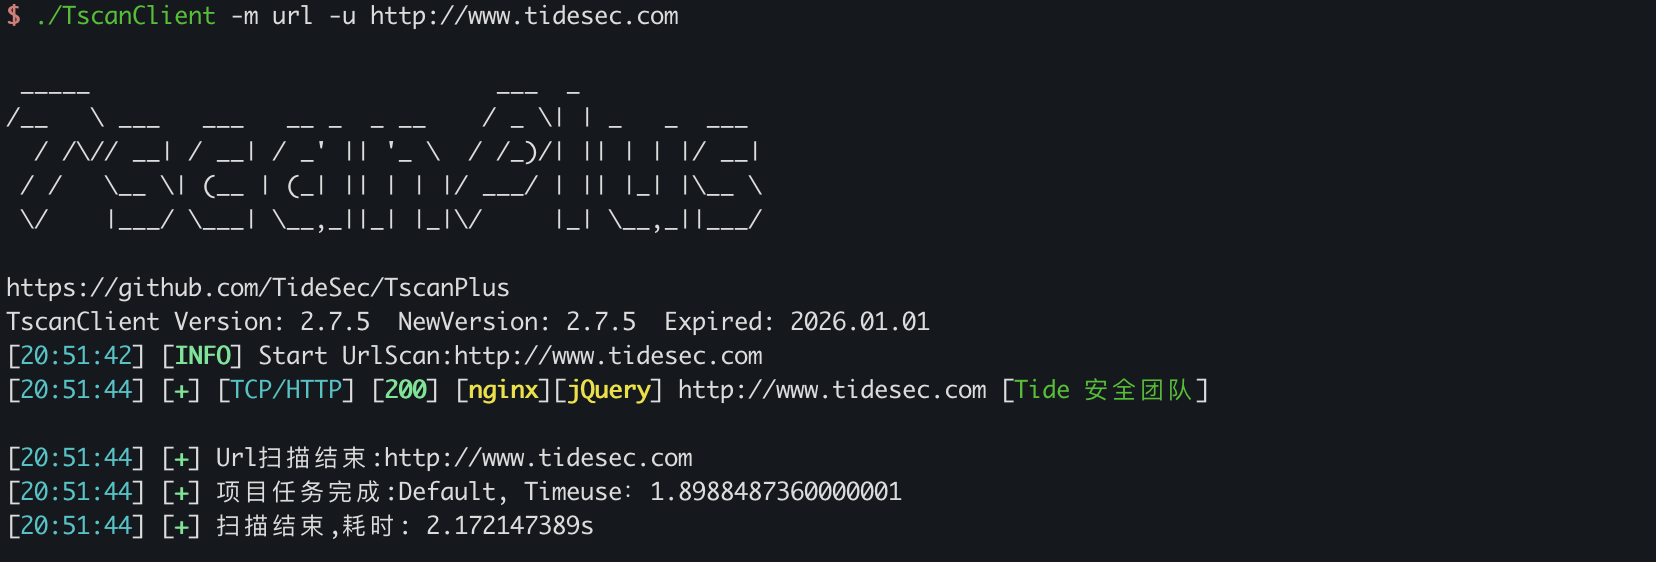 $ ./TscanClient -m url -u http://www.tidesec.com
 _____                             ___  _
/__   \ ___   ___   __ _  _ __    / _ \| | _   _  ___
  / /\// __| / __| / _' || '_ \  / /_)/| || | | |/ __|
 / /   \__ \| (__ | (_| || | | |/ ___/ | || |_| |\__ \
 \/    |___/ \___| \__,_||_| |_|\/     |_| \__,_||___/
https://github.com/TideSec/TscanPlus
TscanClient Version: 2.7.5  NewVersion: 2.7.5  Expired: 2026.01.01
[20:51:42] [INFO] Start UrlScan:http://www.tidesec.com
[20:51:44] [+] [TCP/HTTP] [200] [nginx][jQuery] http://www.tidesec.com [Tide 安全团队]
[20:51:44] [+] Url扫描结束:http://www.tidesec.com
[20:51:44] [+] 项目任务完成:Default, Timeuse: 1.8988487360000001
[20:51:44] [+] 扫描结束,耗时: 2.172147389s